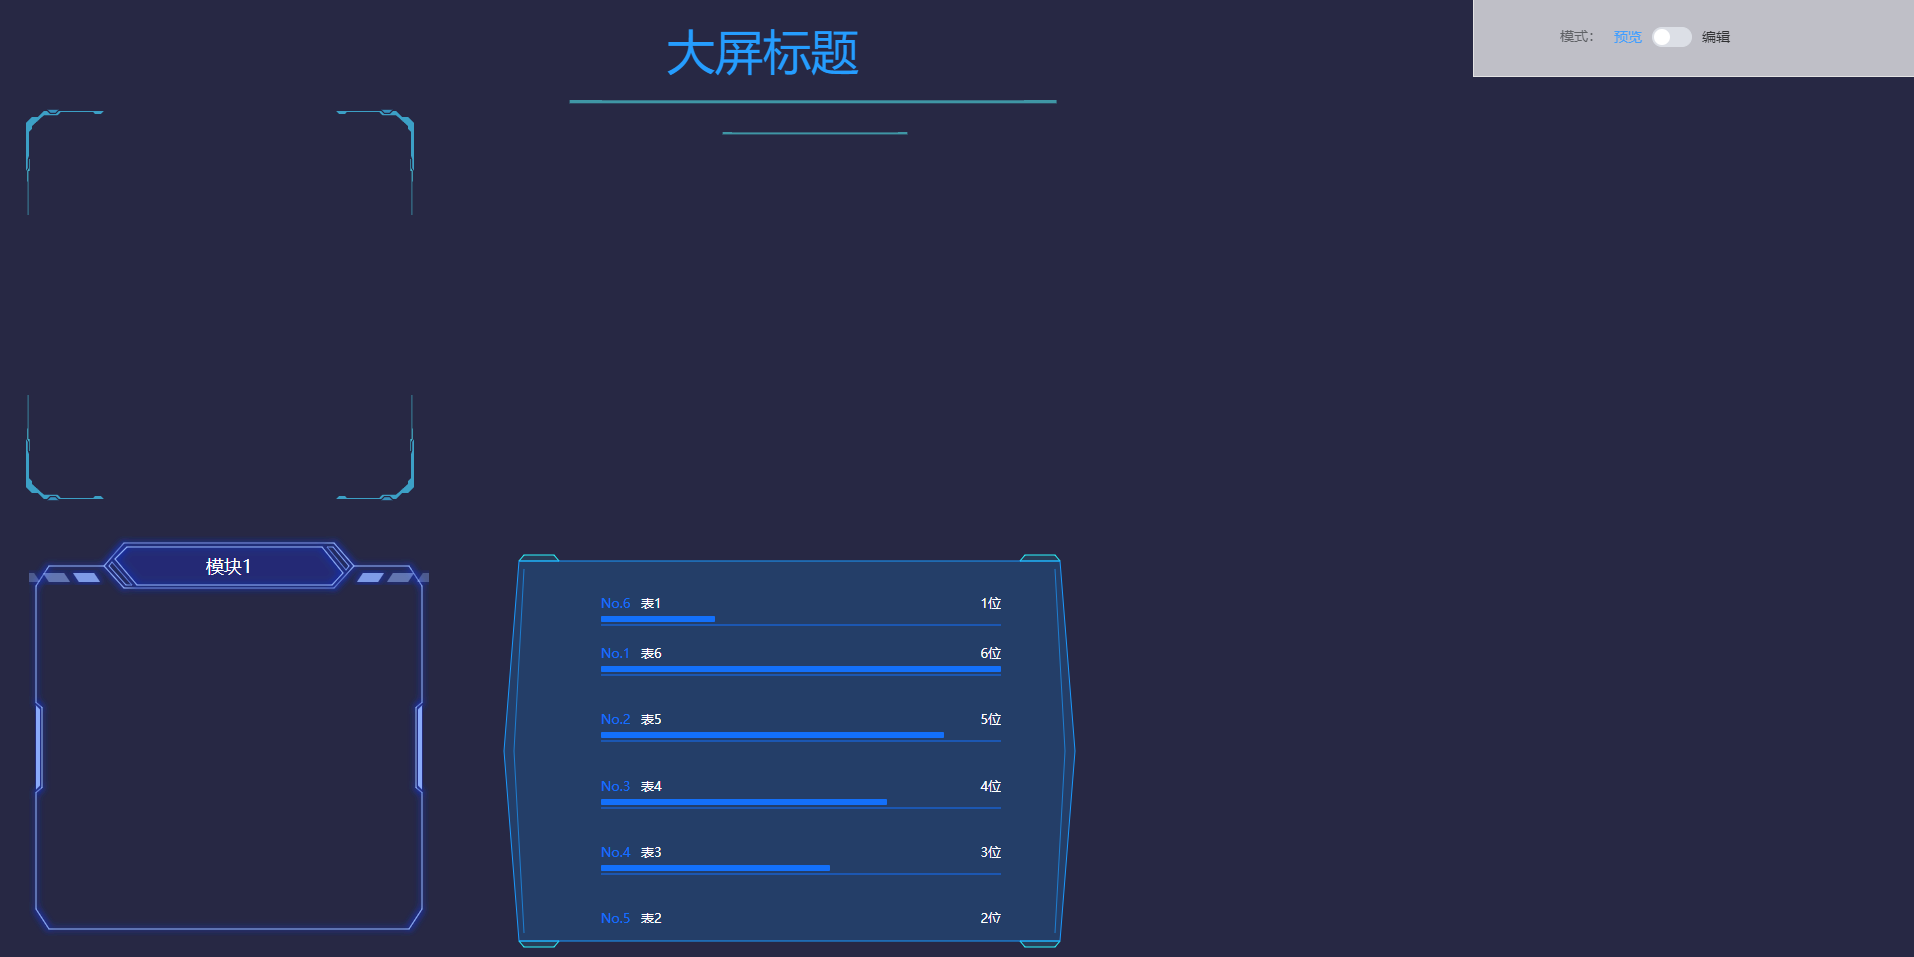 大屏标题
模式： 预览 编辑
模块1
No.6 表1 1位
No.1 表6 6位
No.2 表5 5位
No.3 表4 4位
No.4 表3 3位
No.5 表2 2位